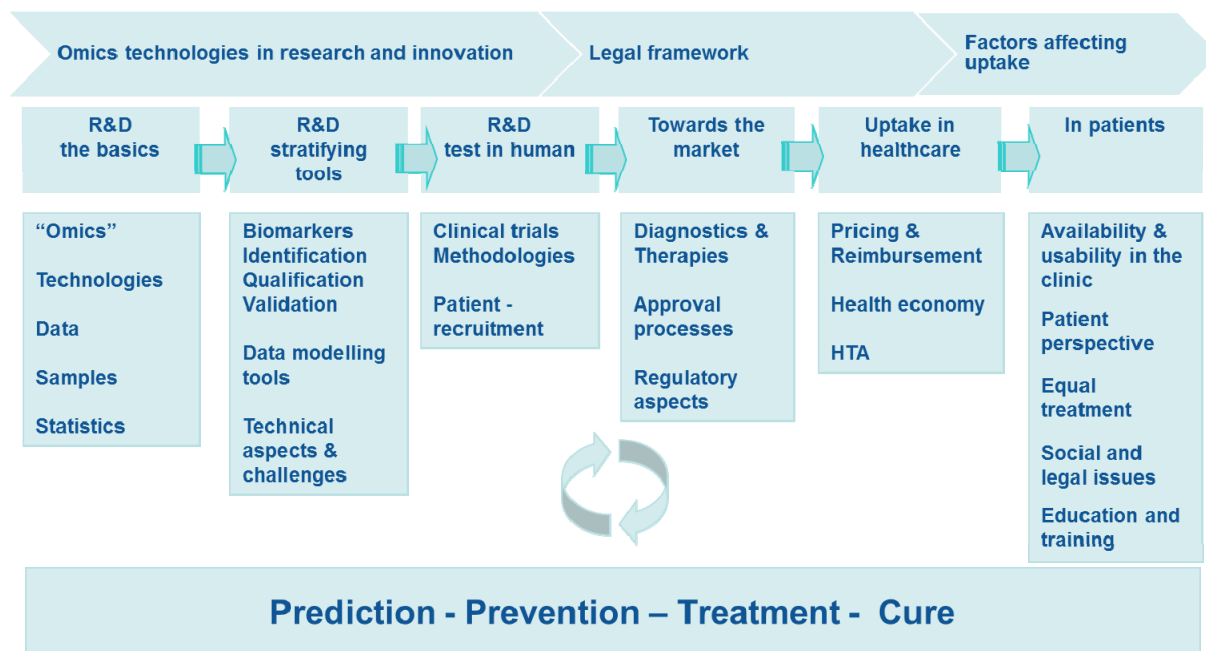 Omics technologies in research and innovation
Legal framework
Factors affecting
uptake
R&D
the basics
R&D
stratifying
tools
R&D
test in human
Towards the
market
Uptake in
healthcare
In patients
“Omics”
Technologies
Data
Samples
Statistics
Biomarkers
Identification
Qualification
Validation
Data modelling
tools
Technical
aspects &
challenges
Clinical trials
Methodologies
Patient -
recruitment
Diagnostics &
Therapies
Approval
processes
Regulatory
aspects
Pricing &
Reimbursement
Health economy
HTA
Availability &
usability in the
clinic
Patient
perspective
Equal
treatment
Social and
legal issues
Education and
training
Prediction - Prevention – Treatment - Cure